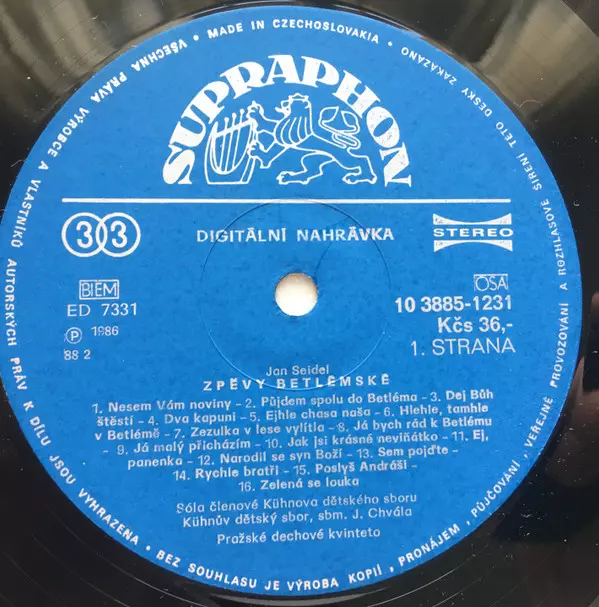 • MADE IN CZECHOSLOVAKIA • VŠECHNA PRÁVA VÝROBCE A VLASTNÍKŮ AUTORSKÝCH PRÁV K DÍLU JSOU VYHRAZENA • BEZ SOUHLASU JE VÝROBA KOPIÍ, PRONÁJEM, PŮJČOVÁNÍ, VEŘEJNÉ PROVOZOVÁNÍ A ROZHLASOVÉ ŠÍŘENÍ TÉTO DESKY ZAKÁZÁNO
SUPRAPHON
33
DIGITÁLNÍ NAHRÁVKA
STEREO
BIEM
OSA
ED 7331
10 3885-1231
Ⓟ 1986
Kčs 36,-
88 2
1. STRANA
Jan Seidel
ZPĚVY BETLÉMSKÉ
1. Nesem Vám noviny - 2. Půjdem spolu do Betléma - 3. Dej Bůh
štěstí - 4. Dva kapuni - 5. Ejhle chasa naša - 6. Hlehle, tamhle
v Betlémě - 7. Zezulka v lese vylítla - 8. Já bych rád k Betlému
- 9. Já malý přicházím - 10. Jak jsi krásné neviňátko - 11. Ej,
panenka - 12. Narodil se syn Boží - 13. Sem pojďte -
14. Rychle bratři - 15. Poslyš Andráši -
16. Zelená se louka
Sóla členové Kühnova dětského sboru
Kühnův dětský sbor, sbm. J. Chvála
Pražské dechové kvinteto